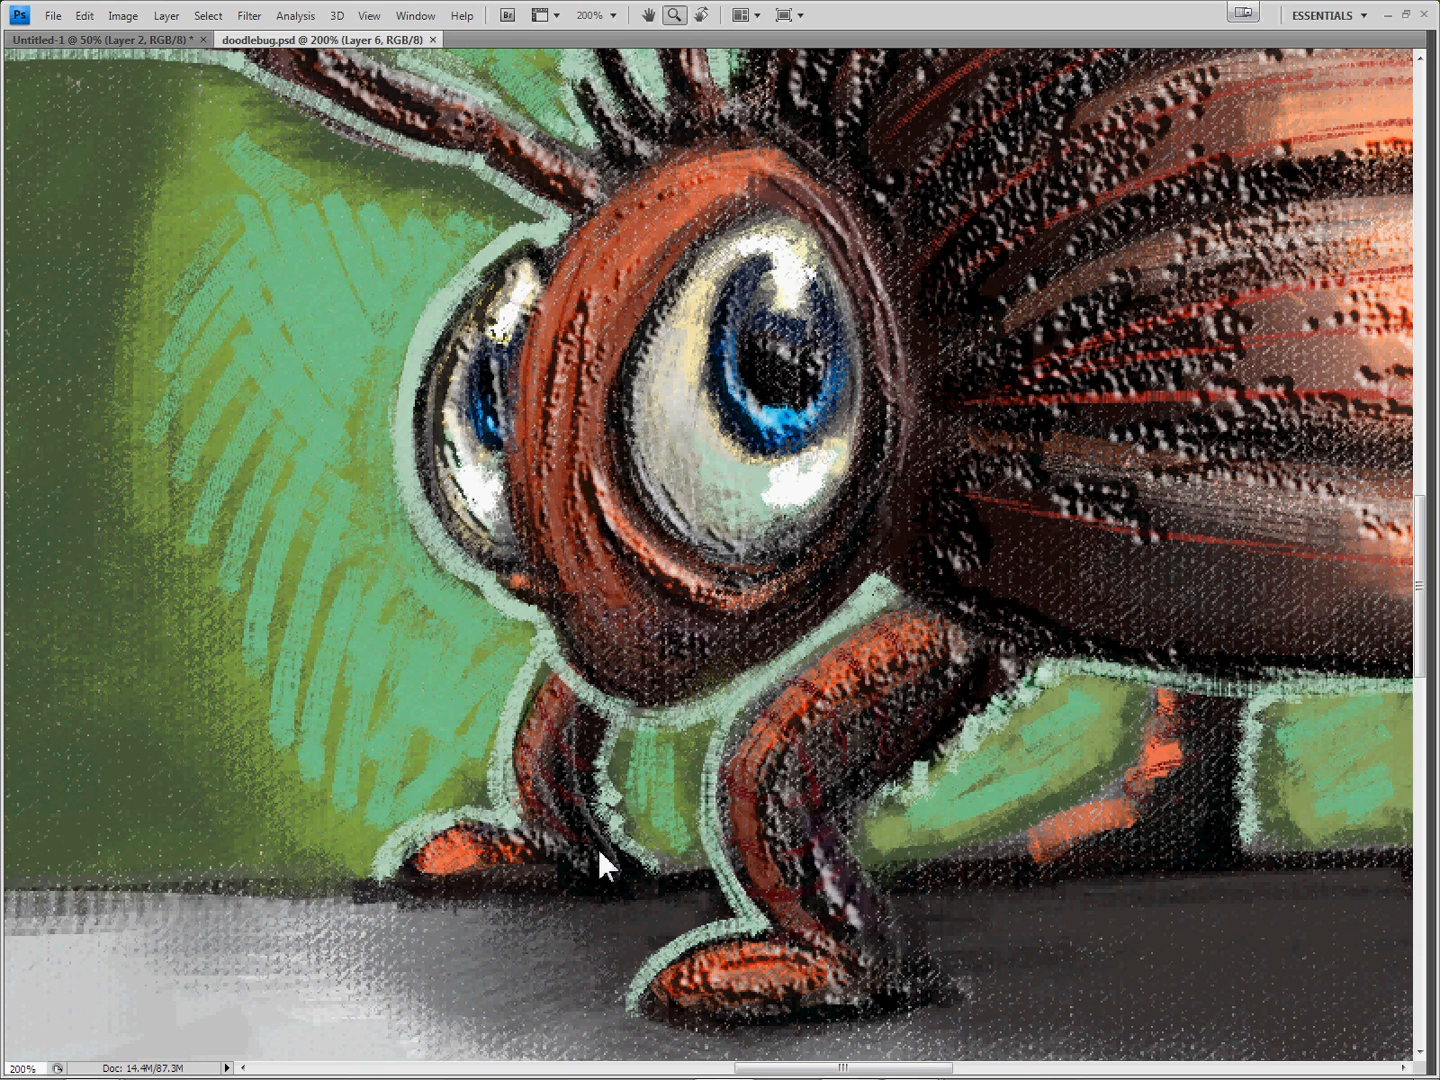 Ps File Edit Image Layer Select Filter Analysis 3D View Window Help Br 200% ESSENTIALS
Untitled-1 @ 50% (Layer 2, RGB/8) * × doodlebug.psd @ 200% (Layer 6, RGB/8) ×
200% Doc: 14.4M/87.3M